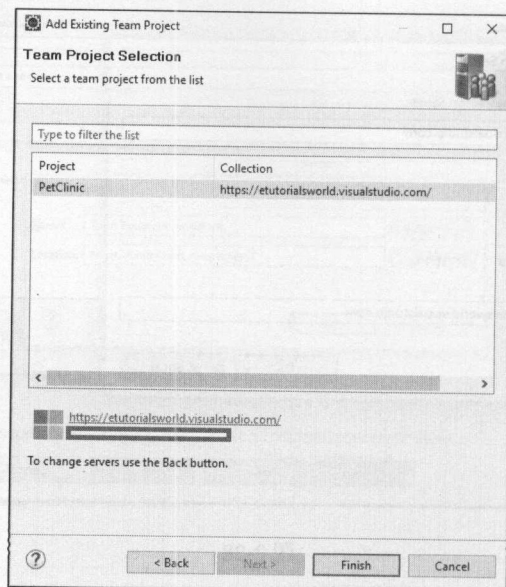 Add Existing Team Project
Team Project Selection
Select a team project from the list
Type to filter the list
Project Collection
PetClinic https://etutorialsworld.visualstudio.com/
https://etutorialsworld.visualstudio.com/
To change servers use the Back button.
< Back Next > Finish Cancel